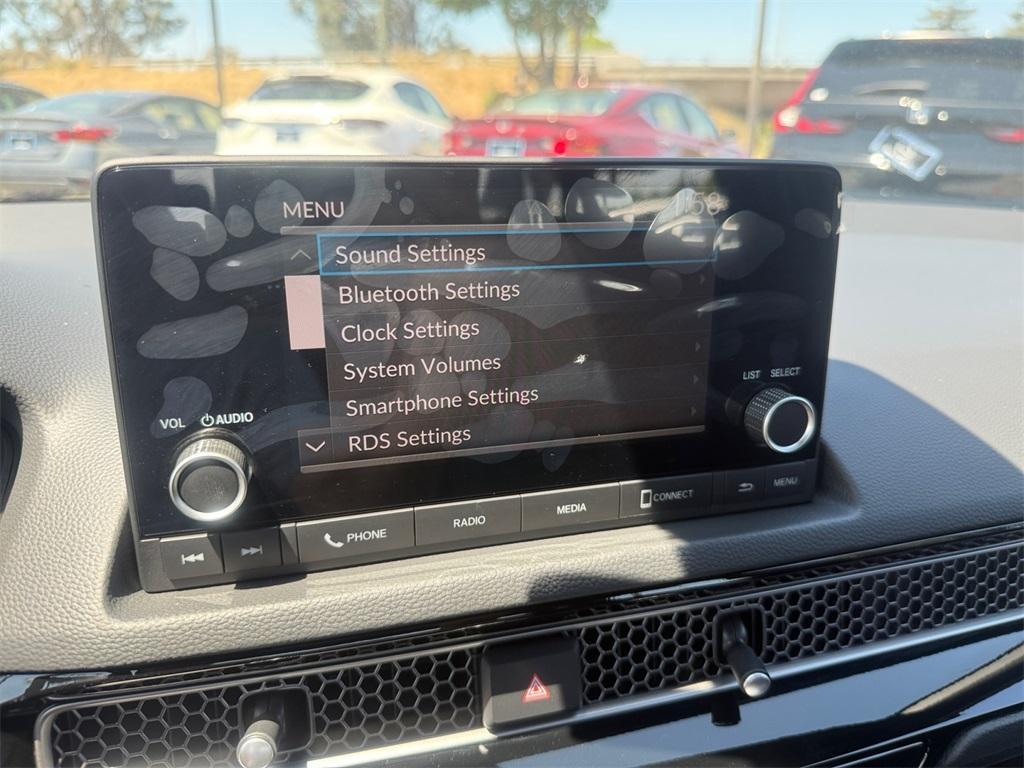 MENU
Sound Settings
Bluetooth Settings
Clock Settings
System Volumes
Smartphone Settings
RDS Settings
LIST SELECT
VOL AUDIO
PHONE
RADIO
MEDIA
CONNECT
MENU